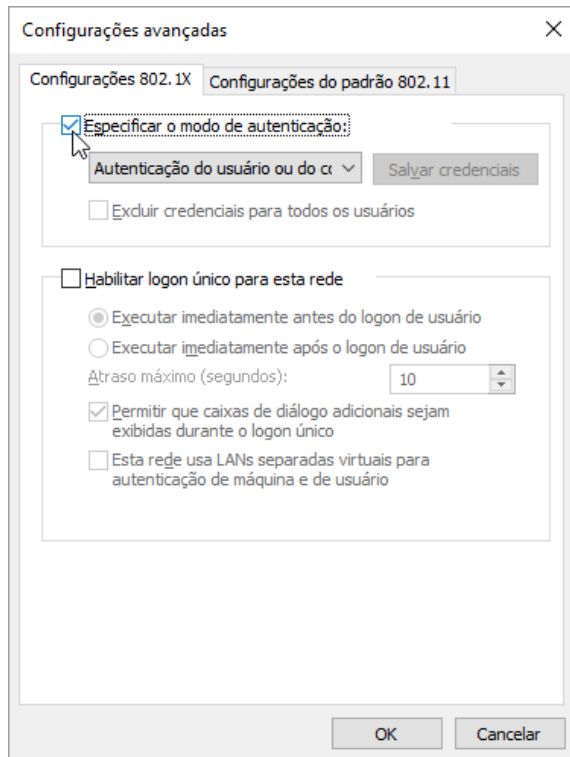 Configurações avançadas
Configurações 802.1X
Configurações do padrão 802.11
Especificar o modo de autenticação:
Autenticação do usuário ou do co
Salvar credenciais
Excluir credenciais para todos os usuários
Habilitar logon único para esta rede
Executar imediatamente antes do logon de usuário
Executar imediatamente após o logon de usuário
Atraso máximo (segundos):
10
Permitir que caixas de diálogo adicionais sejam
exibidas durante o logon único
Esta rede usa LANs separadas virtuais para
autenticação de máquina e de usuário
OK
Cancelar